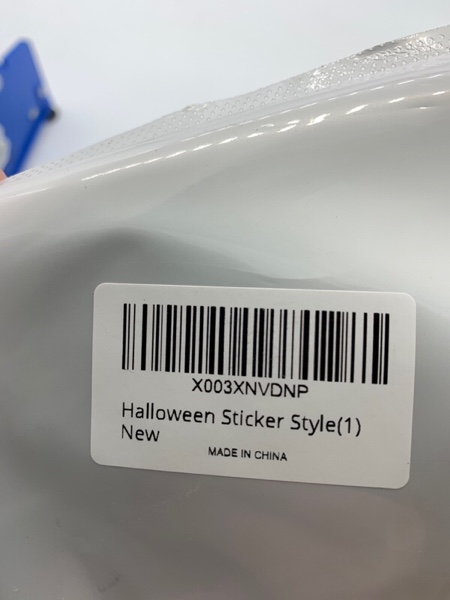 X003XNVDNP
Halloween Sticker Style(1)
New
MADE IN CHINA